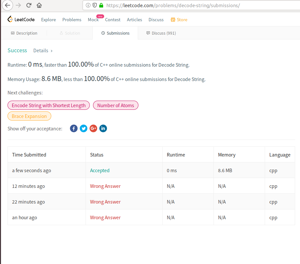 https://leetcode.com/problems/decode-string/submissions/
LeetCode Explore Problems Mock Contest Articles Discuss Store
Description Submissions Discuss (981)
Success Details >
Runtime: 0 ms, faster than 100.00% of C++ online submissions for Decode String.
Memory Usage: 8.6 MB, less than 100.00% of C++ online submissions for Decode String.
Next challenges:
Encode String with Shortest Length Number of Atoms
Brace Expansion
Show off your acceptance:
Time Submitted Status Runtime Memory Language
a few seconds ago Accepted 0 ms 8.6 MB cpp
12 minutes ago Wrong Answer N/A N/A cpp
22 minutes ago Wrong Answer N/A N/A cpp
an hour ago Wrong Answer N/A N/A cpp